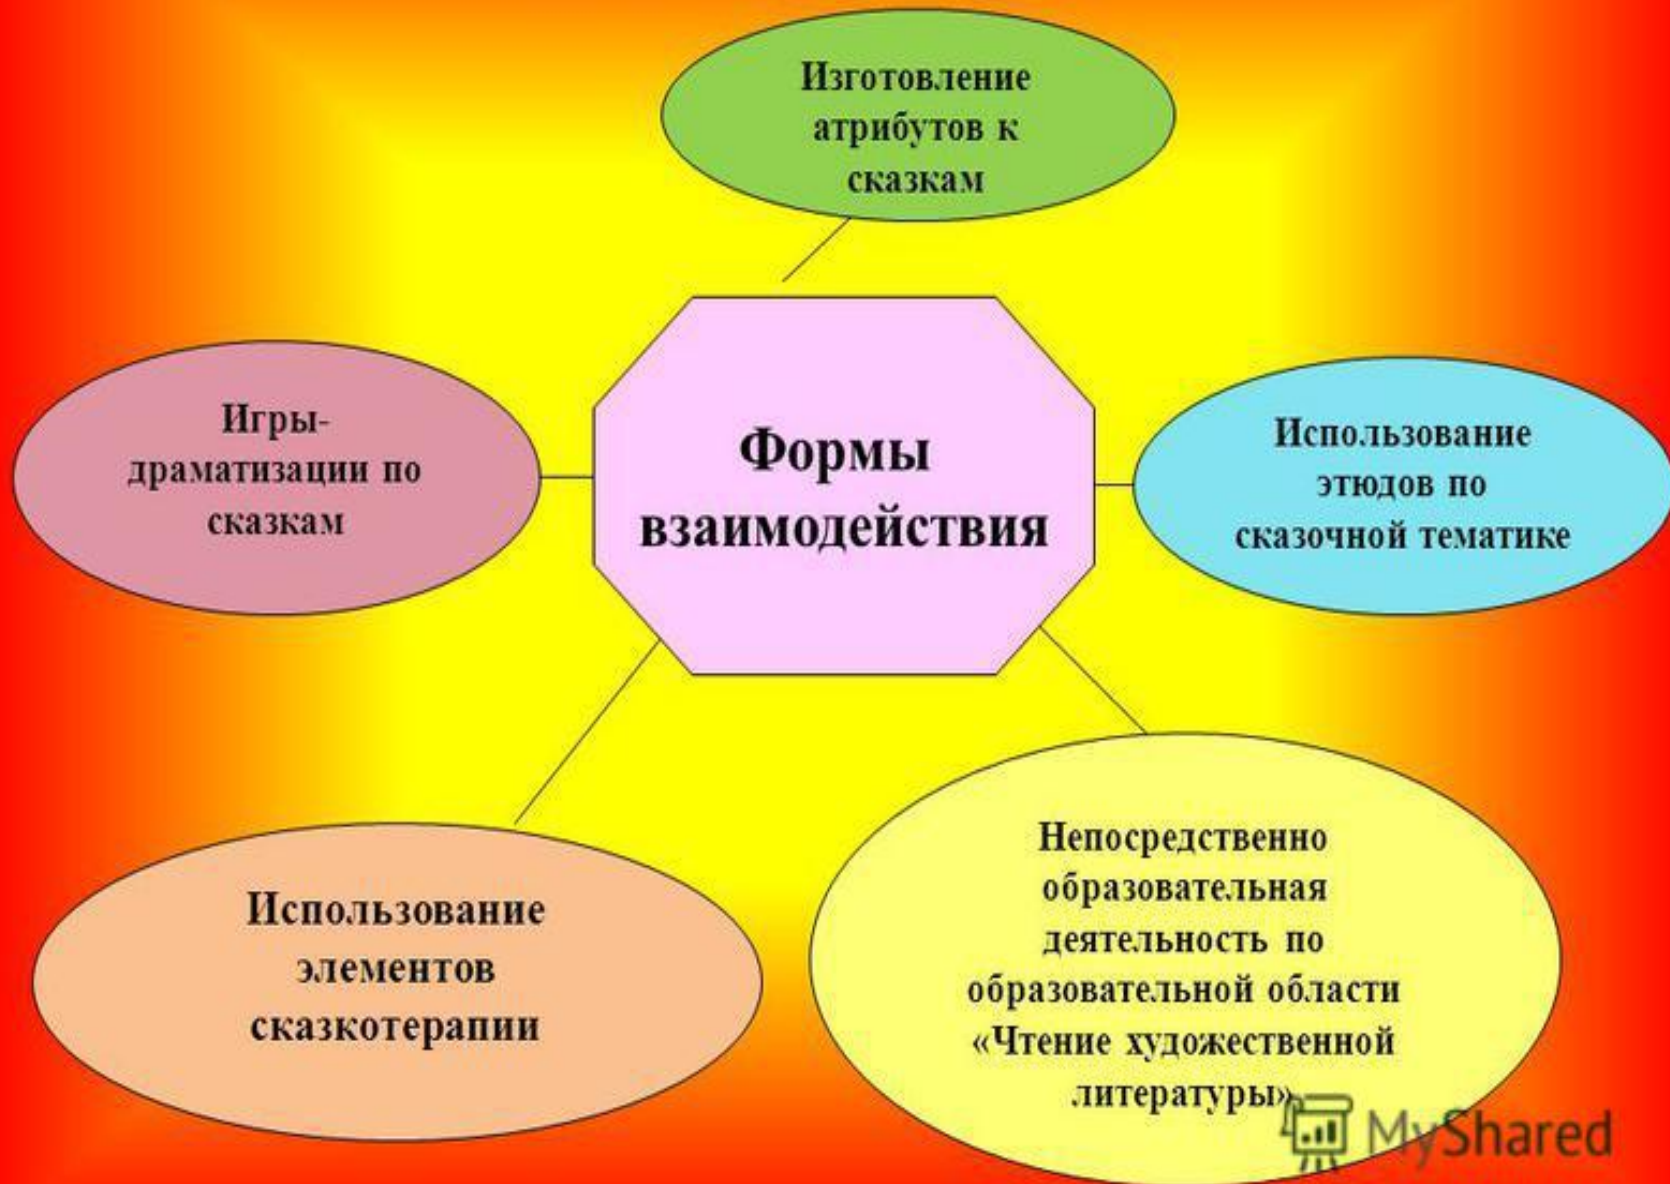 Изготовление
атрибутов к
сказкам
Игры-
драматизации по
сказкам
Формы
взаимодействия
Использование
этюдов по
сказочной тематике
Использование
элементов
сказкотерапии
Непосредственно
образовательная
деятельность по
образовательной области
«Чтение художественной
литературы»
MyShared